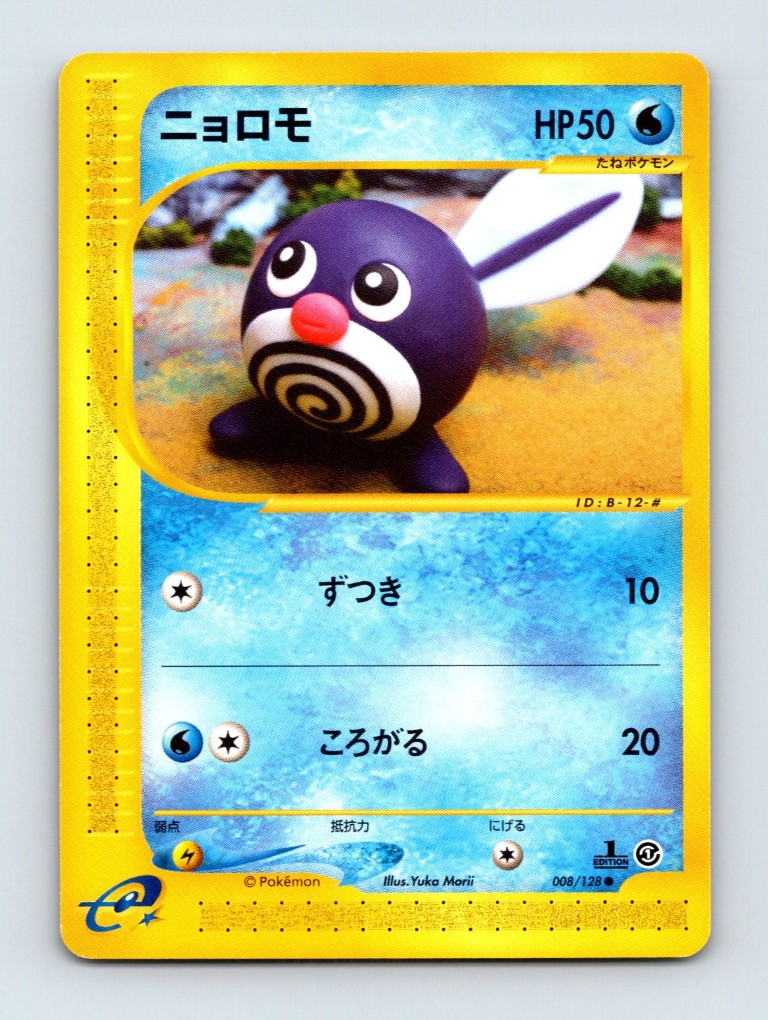 ニョロモ HP50
たねポケモン
ID:B-12-#
ずつき 10
ころがる 20
弱点 抵抗力 にげる
1
EDITION
© Pokémon Illus.Yuka Morii 008/128●